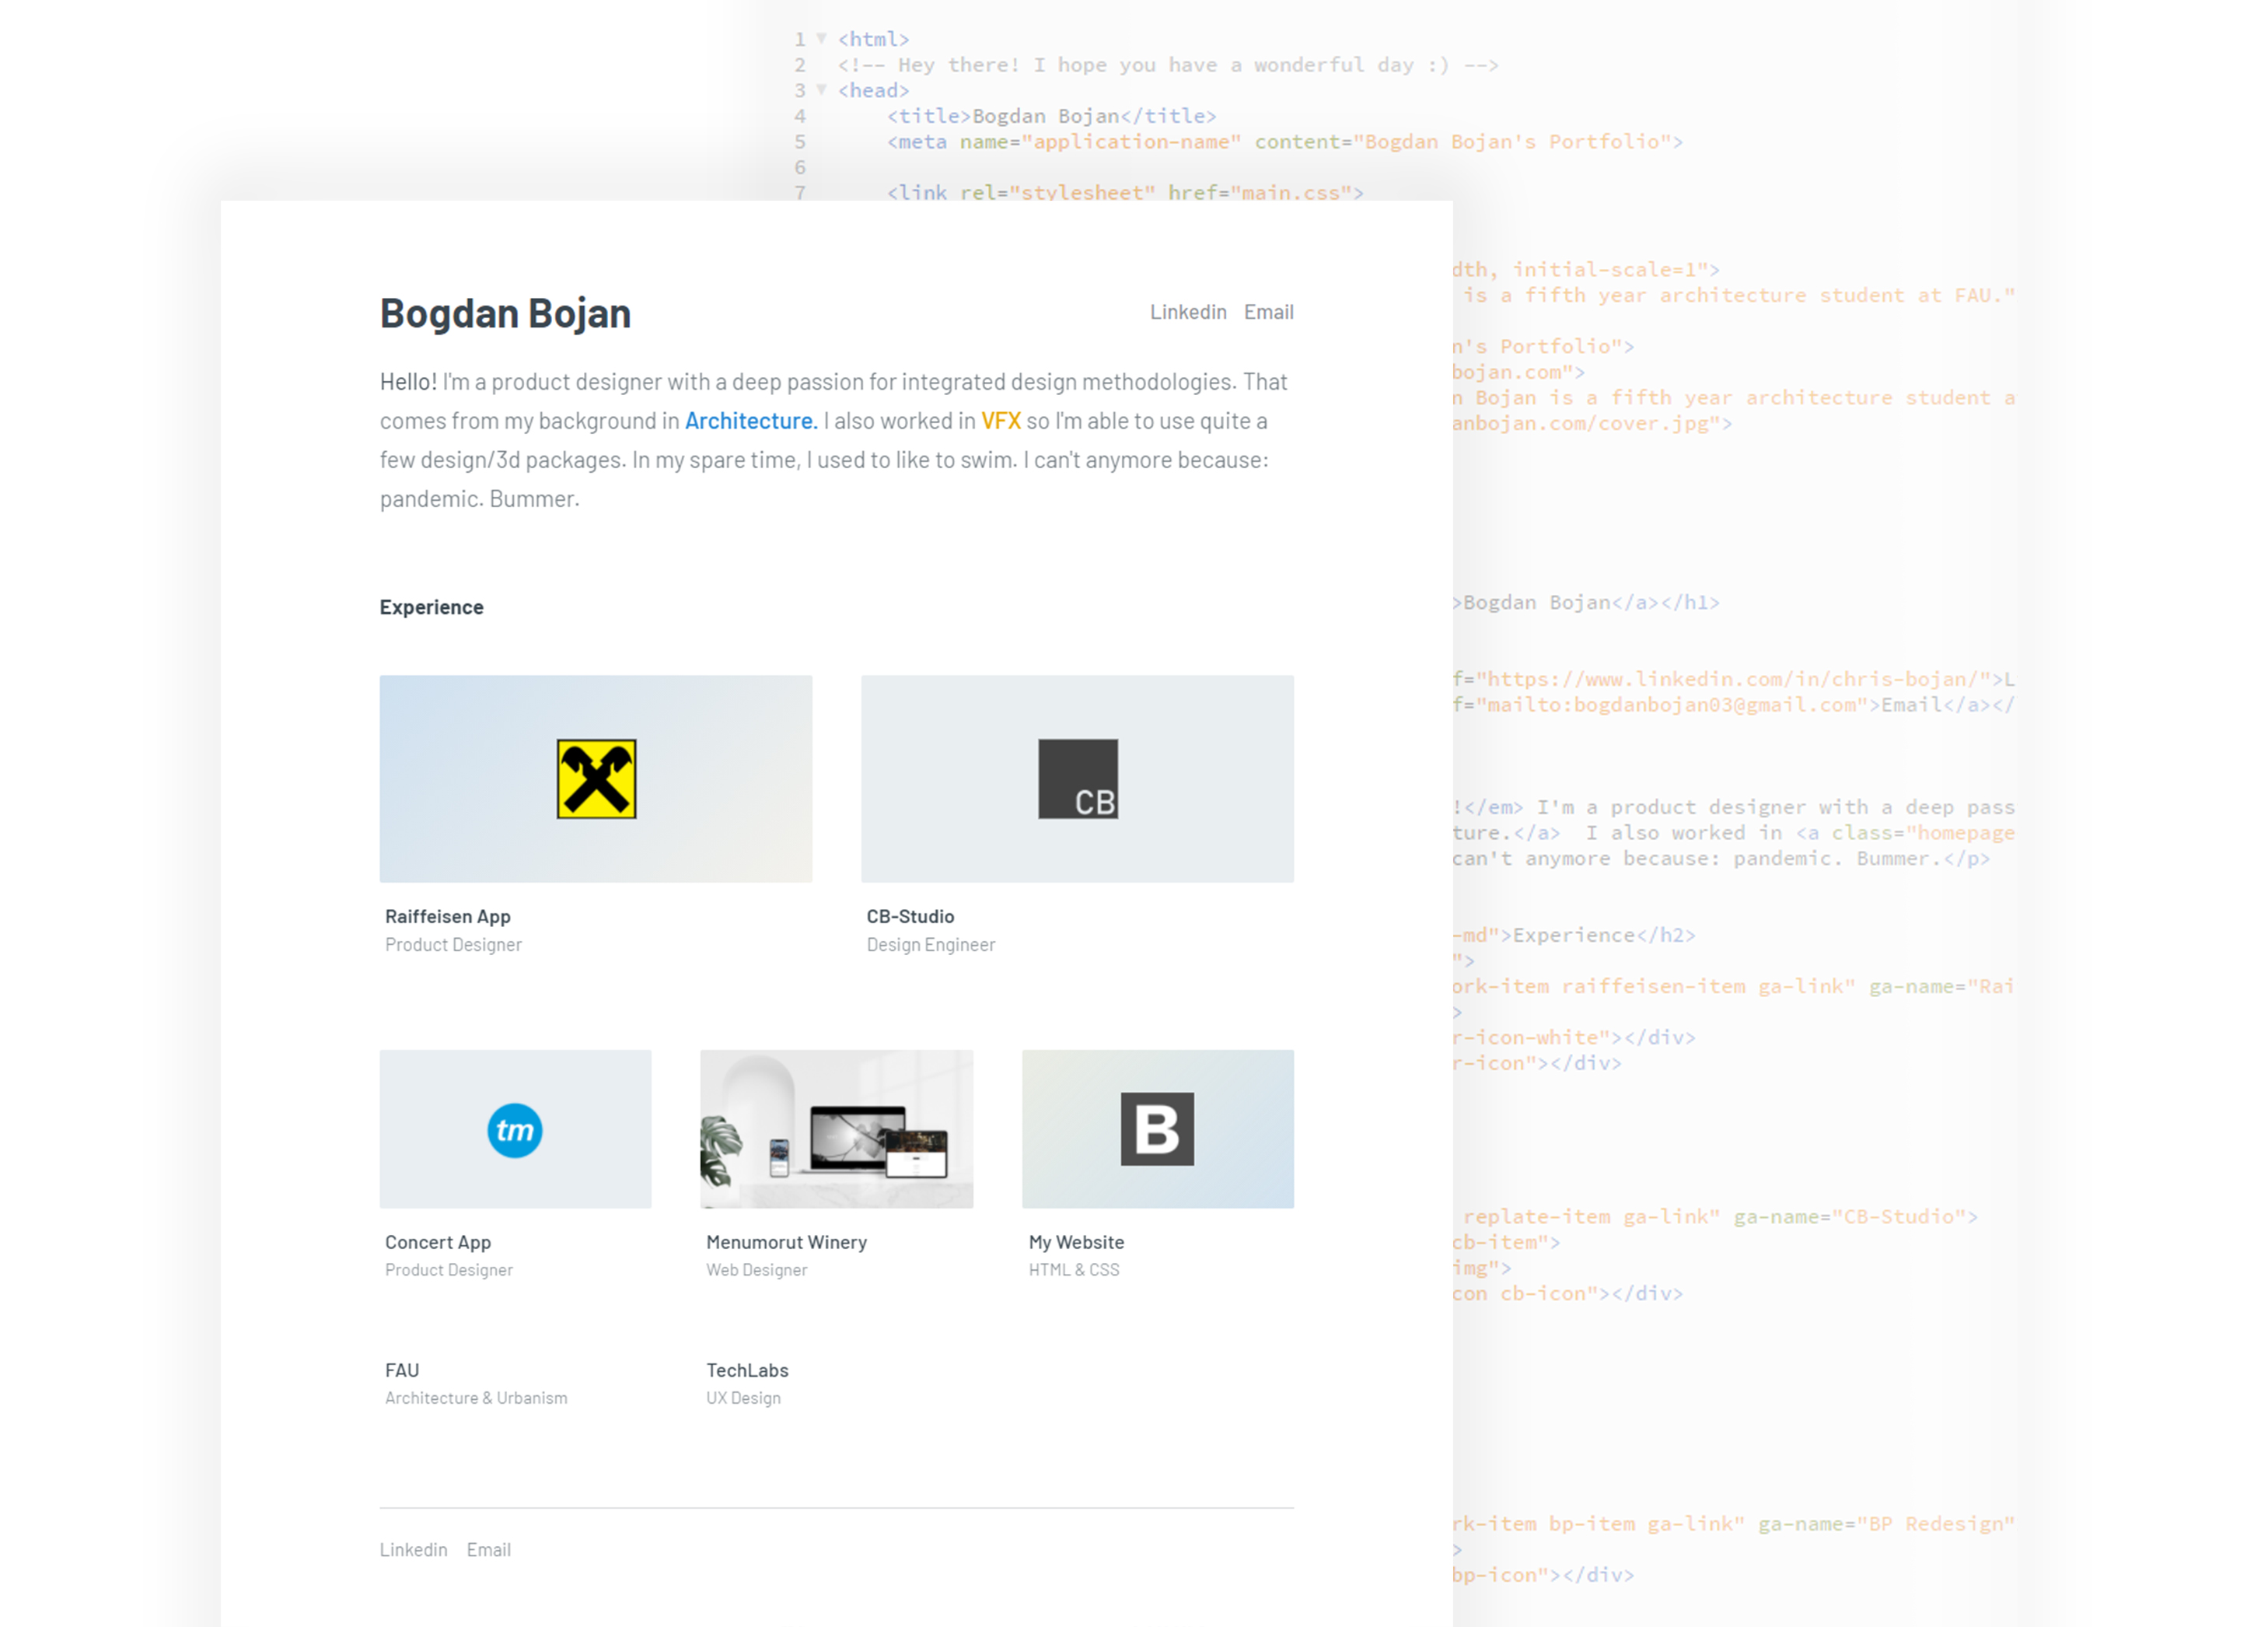 1 <html>
2 <!-- Hey there! I hope you have a wonderful day :) -->
3 <head>
4 <title>Bogdan Bojan</title>
5 <meta name="application-name" content="Bogdan Bojan's Portfolio">
6
7 <link rel="stylesheet" href="main.css">
dth, initial-scale=1">
is a fifth year architecture student at FAU."
n's Portfolio">
bojan.com">
n Bojan is a fifth year architecture student a
anbojan.com/cover.jpg">
>Bogdan Bojan</a></h1>
f="https://www.linkedin.com/in/chris-bojan/">L
f="mailto:bogdanbojan03@gmail.com">Email</a></
!</em> I'm a product designer with a deep pass
ture.</a>  I also worked in <a class="homepage
can't anymore because: pandemic. Bummer.</p>
-md">Experience</h2>
">
ork-item raiffeisen-item ga-link" ga-name="Rai
>
r-icon-white"></div>
r-icon"></div>
replate-item ga-link" ga-name="CB-Studio">
cb-item">
img">
con cb-icon"></div>
rk-item bp-item ga-link" ga-name="BP Redesign"
>
bp-icon"></div>
Bogdan Bojan
Linkedin Email
Hello! I'm a product designer with a deep passion for integrated design methodologies. That
comes from my background in Architecture. I also worked in VFX so I'm able to use quite a
few design/3d packages. In my spare time, I used to like to swim. I can't anymore because:
pandemic. Bummer.
Experience
CB
Raiffeisen App
Product Designer
CB-Studio
Design Engineer
tm
B
Concert App
Product Designer
Menumorut Winery
Web Designer
My Website
HTML & CSS
FAU
Architecture & Urbanism
TechLabs
UX Design
Linkedin Email